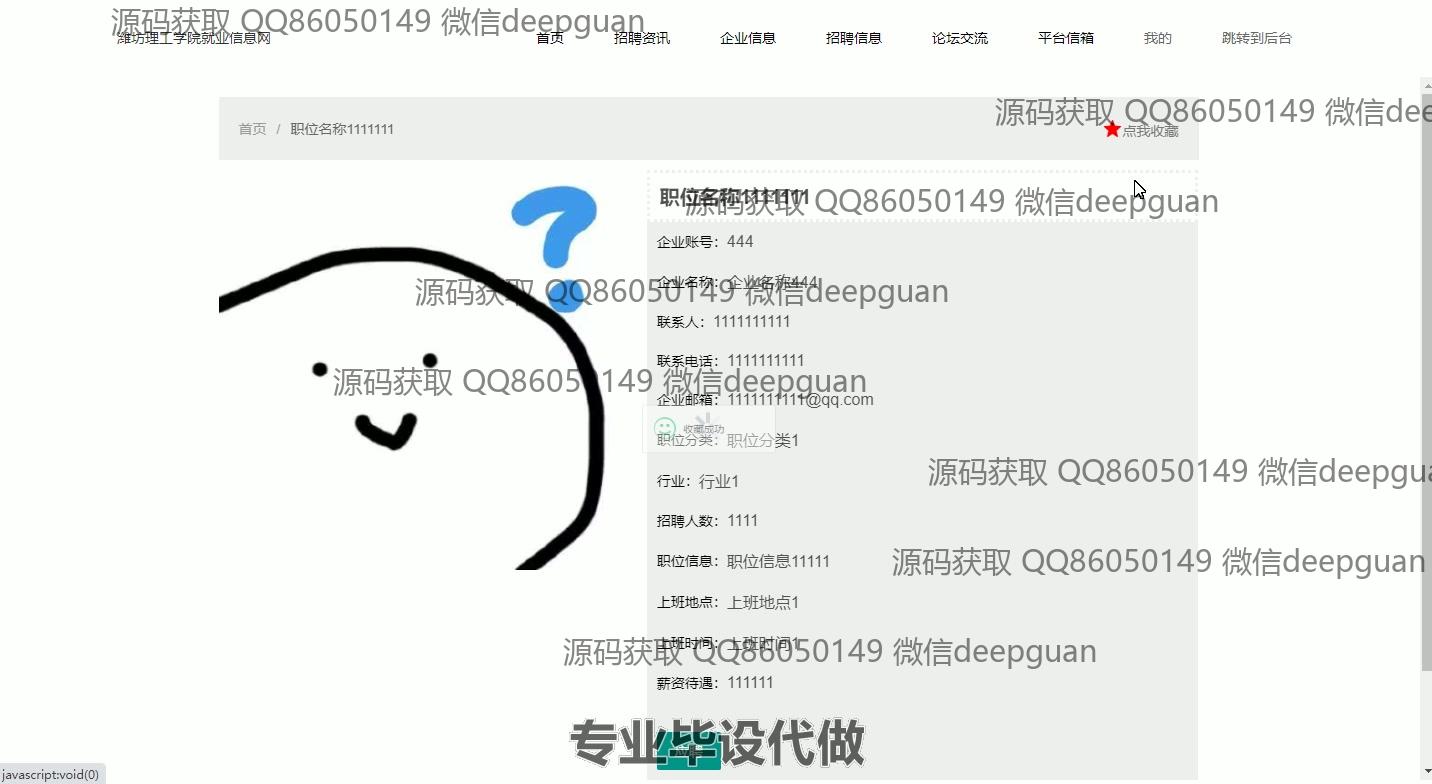 源码获取 QQ86050149 微信deepguan
潍坊理工学院就业信息网 首页 招聘资讯 企业信息 招聘信息 论坛交流 平台信箱 我的 跳转到后台
源码获取 QQ86050149 微信dee
首页 / 职位名称1111111 点我收藏
职位名称1111111
源码获取 QQ86050149 微信deepguan
企业账号：444
企业名称：企业名称444
源码获取 QQ86050149 微信deepguan
联系人：1111111111
联系电话：1111111111
源码获取 QQ86050149 微信deepguan
企业邮箱：1111111111@qq.com
收藏成功
职位分类：职位分类1
源码获取 QQ86050149 微信deepgua
行业：行业1
招聘人数：1111
职位信息：职位信息11111
源码获取 QQ86050149 微信deepguan
上班地点：上班地点1
上班时间：上班时间1
源码获取 QQ86050149 微信deepguan
薪资待遇：111111
专业毕设代做
javascript:void(0)